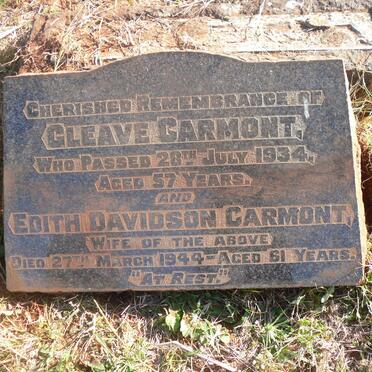 Cherished Remembrance of
Cleave Carmont,
Who Passed 28th July 1934,
Aged 57 Years.
and
Edith Davidson Carmont,
Wife of the above
Died 27th March 1944 – Aged 61 Years.
"At Rest."